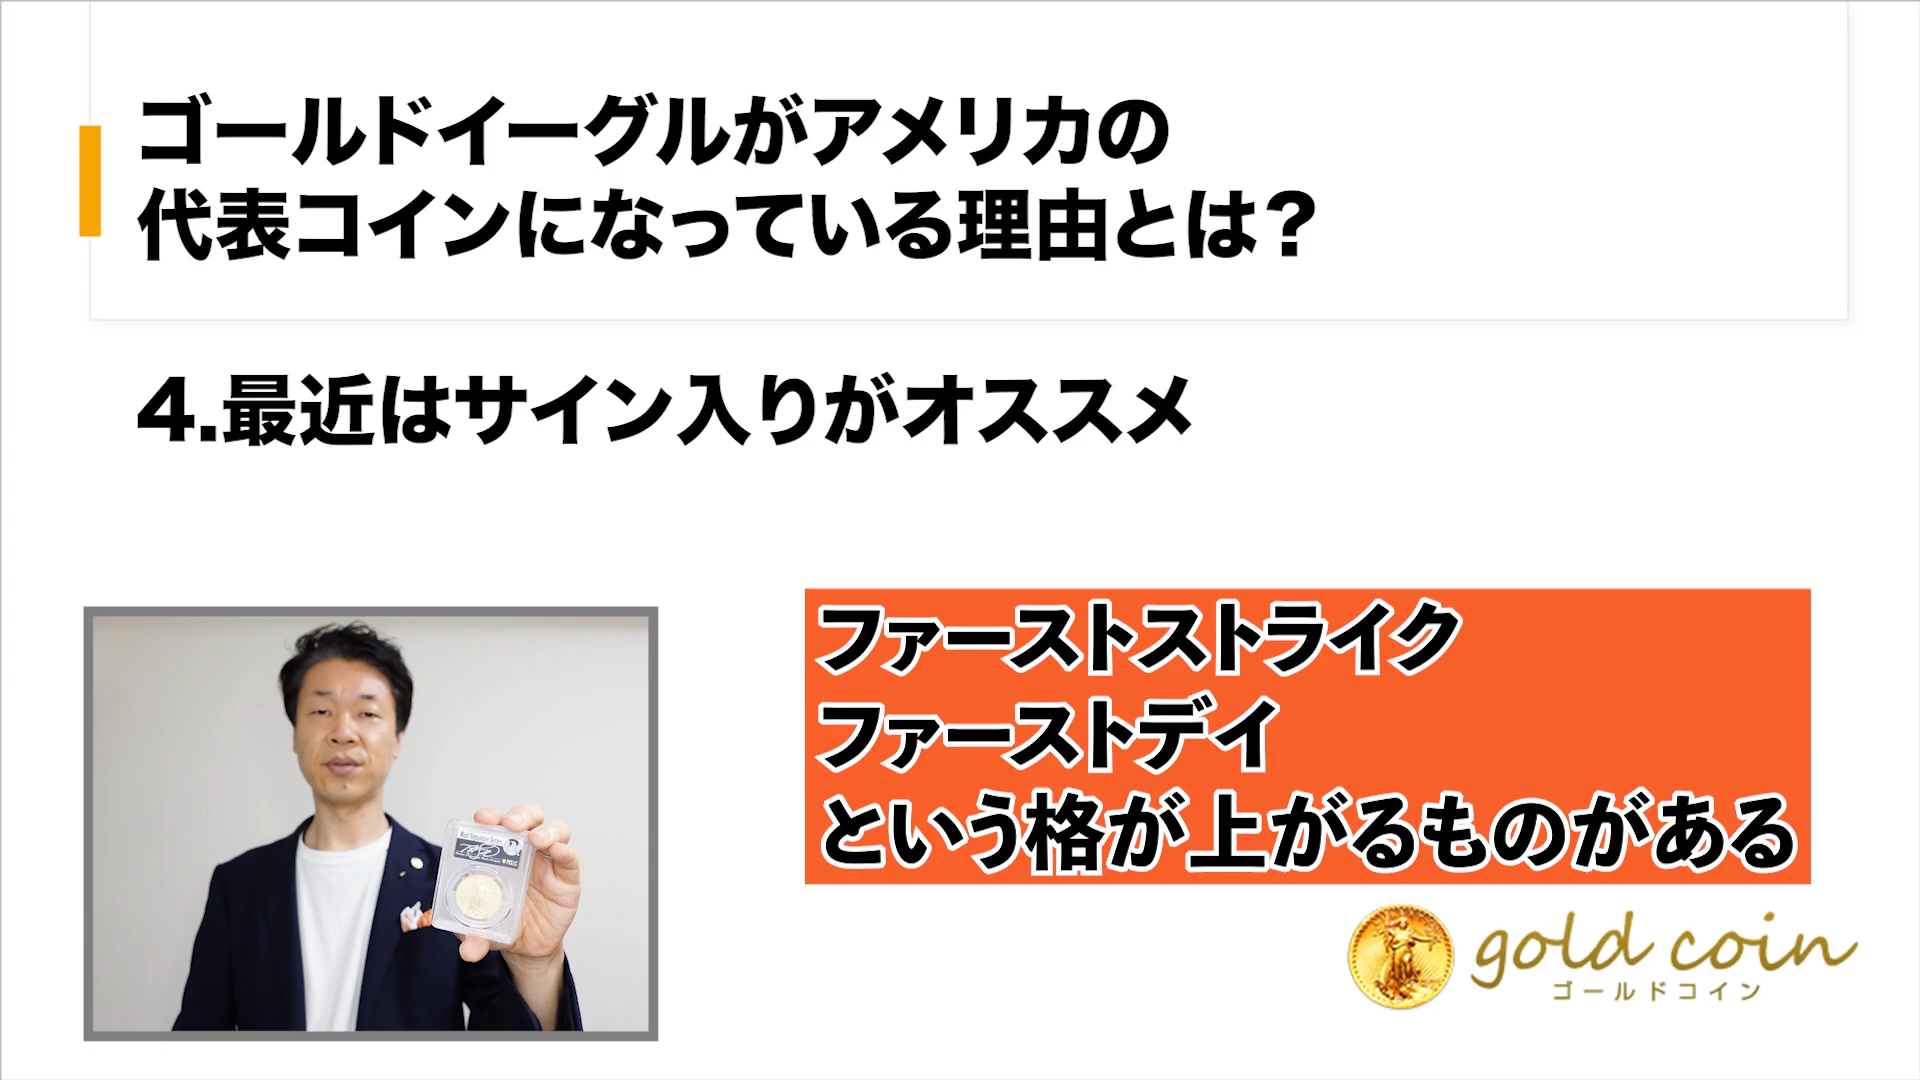 ゴールドイーグルがアメリカの
代表コインになっている理由とは？
4.最近はサイン入りがオススメ
ファーストストライク
ファーストデイ
という格が上がるものがある
Mint Signature Series
PCGS
gold coin
ゴールドコイン